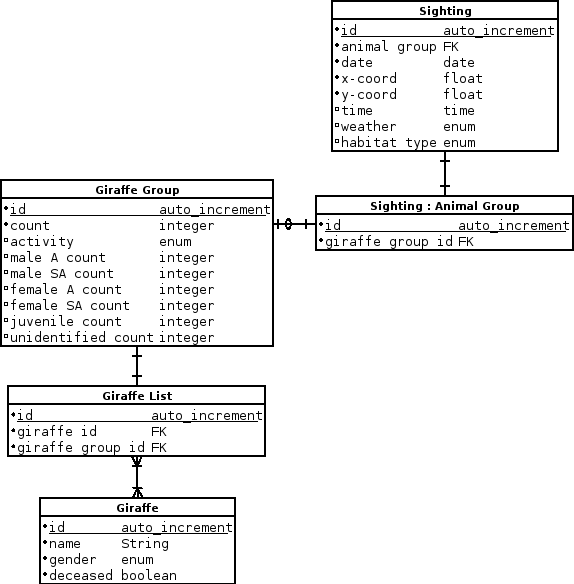 Sighting
id auto_increment
animal group FK
date date
x-coord float
y-coord float
time time
weather enum
habitat type enum
Giraffe Group
id auto_increment
count integer
activity enum
male A count integer
male SA count integer
female A count integer
female SA count integer
juvenile count integer
unidentified count integer
Sighting : Animal Group
id auto_increment
giraffe group id FK
Giraffe List
id auto_increment
giraffe id FK
giraffe group id FK
Giraffe
id auto_increment
name String
gender enum
deceased boolean